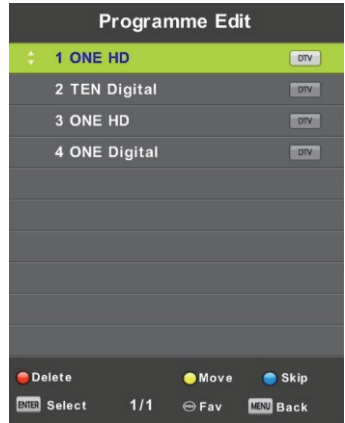 Programme Edit
1 ONE HD DTV
2 TEN Digital DTV
3 ONE HD DTV
4 ONE Digital DTV
Delete Move Skip
ENTER Select 1/1 Fav MENU Back